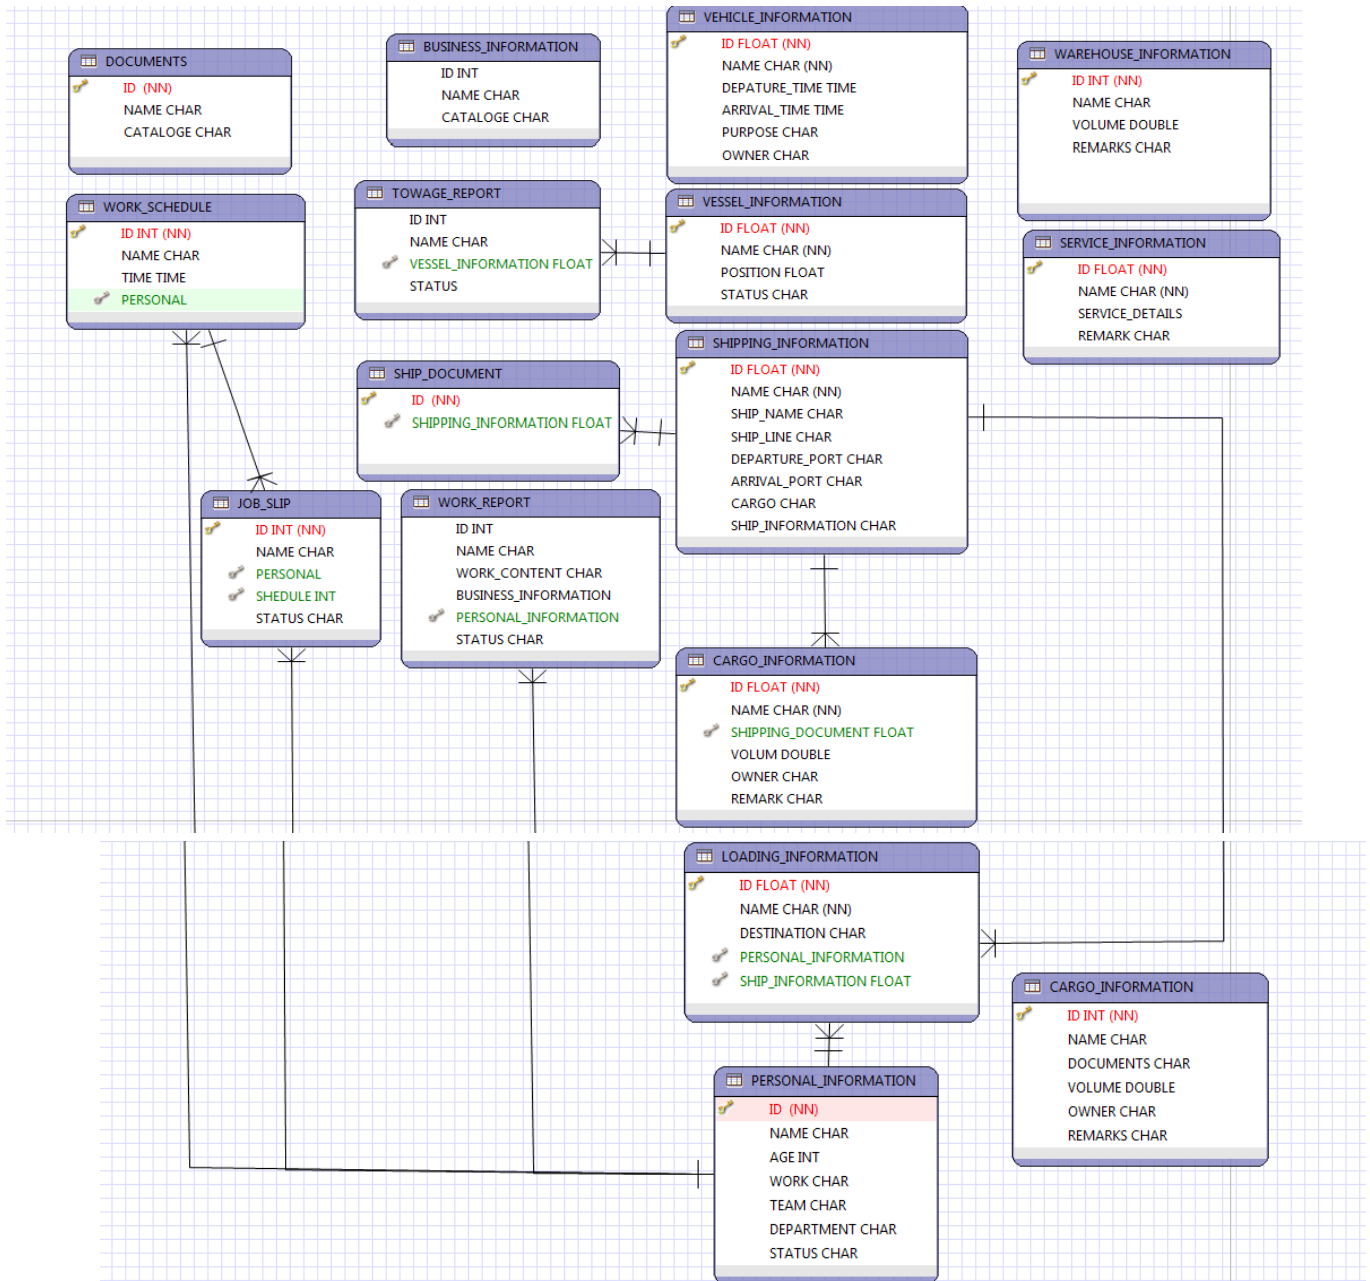 DOCUMENTS
ID (NN)
NAME CHAR
CATALOGE CHAR
BUSINESS_INFORMATION
ID INT
NAME CHAR
CATALOGE CHAR
VEHICLE_INFORMATION
ID FLOAT (NN)
NAME CHAR (NN)
DEPATURE_TIME TIME
ARRIVAL_TIME TIME
PURPOSE CHAR
OWNER CHAR
WAREHOUSE_INFORMATION
ID INT (NN)
NAME CHAR
VOLUME DOUBLE
REMARKS CHAR
WORK_SCHEDULE
ID INT (NN)
NAME CHAR
TIME TIME
PERSONAL
TOWAGE_REPORT
ID INT
NAME CHAR
VESSEL_INFORMATION FLOAT
STATUS
VESSEL_INFORMATION
ID FLOAT (NN)
NAME CHAR (NN)
POSITION FLOAT
STATUS CHAR
SERVICE_INFORMATION
ID FLOAT (NN)
NAME CHAR (NN)
SERVICE_DETAILS
REMARK CHAR
SHIP_DOCUMENT
ID (NN)
SHIPPING_INFORMATION FLOAT
SHIPPING_INFORMATION
ID FLOAT (NN)
NAME CHAR (NN)
SHIP_NAME CHAR
SHIP_LINE CHAR
DEPARTURE_PORT CHAR
ARRIVAL_PORT CHAR
CARGO CHAR
SHIP_INFORMATION CHAR
JOB_SLIP
ID INT (NN)
NAME CHAR
PERSONAL
SHEDULE INT
STATUS CHAR
WORK_REPORT
ID INT
NAME CHAR
WORK_CONTENT CHAR
BUSINESS_INFORMATION
PERSONAL_INFORMATION
STATUS CHAR
CARGO_INFORMATION
ID FLOAT (NN)
NAME CHAR (NN)
SHIPPING_DOCUMENT FLOAT
VOLUM DOUBLE
OWNER CHAR
REMARK CHAR
LOADING_INFORMATION
ID FLOAT (NN)
NAME CHAR (NN)
DESTINATION CHAR
PERSONAL_INFORMATION
SHIP_INFORMATION FLOAT
CARGO_INFORMATION
ID INT (NN)
NAME CHAR
DOCUMENTS CHAR
VOLUME DOUBLE
OWNER CHAR
REMARKS CHAR
PERSONAL_INFORMATION
ID (NN)
NAME CHAR
AGE INT
WORK CHAR
TEAM CHAR
DEPARTMENT CHAR
STATUS CHAR